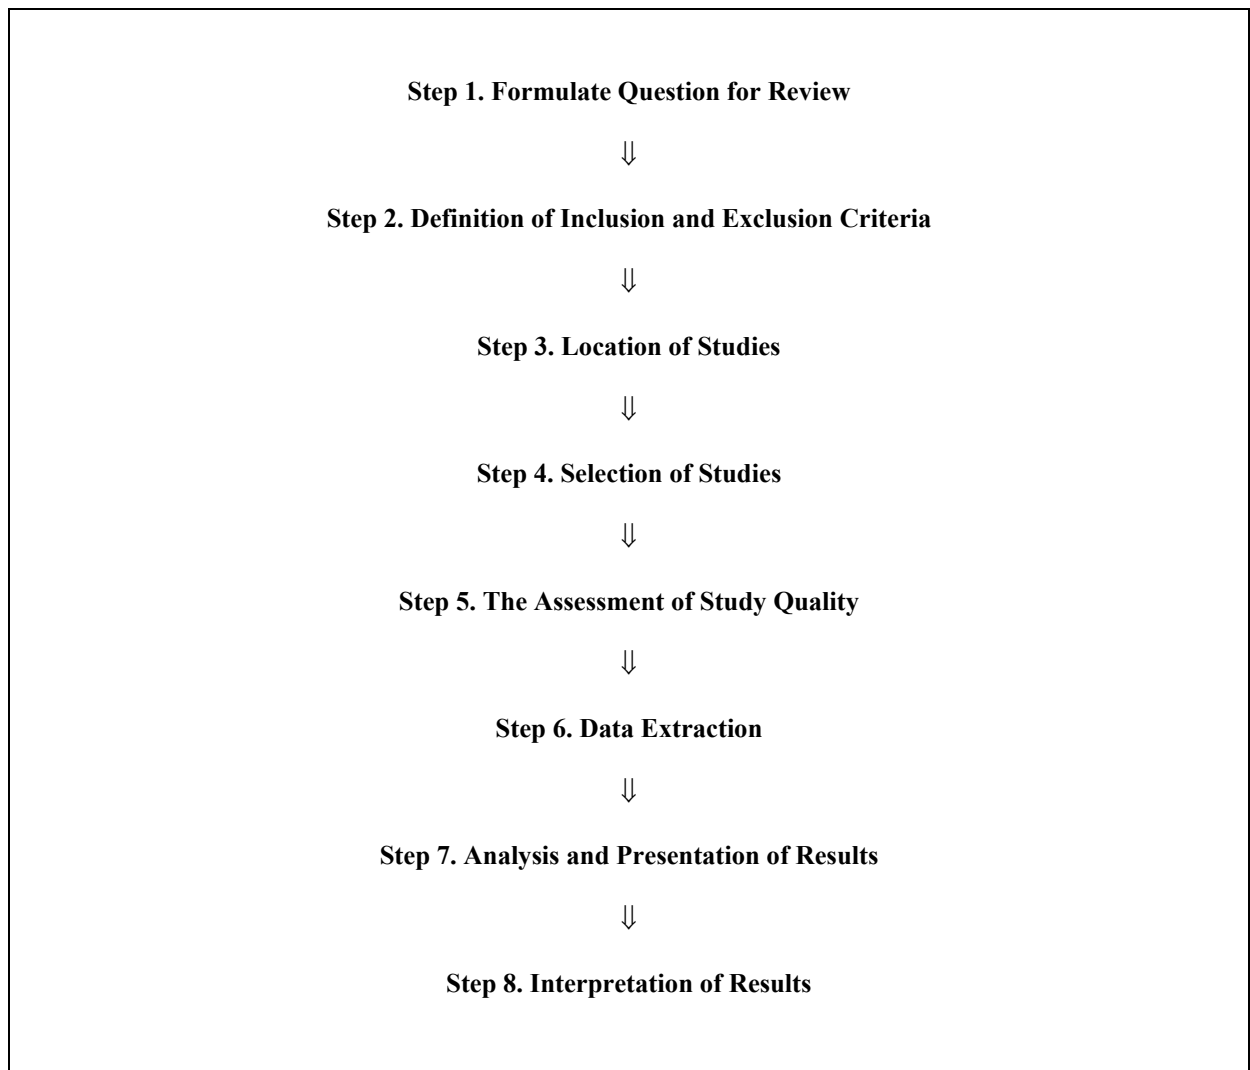 Step 1. Formulate Question for Review
⇓
Step 2. Definition of Inclusion and Exclusion Criteria
⇓
Step 3. Location of Studies
⇓
Step 4. Selection of Studies
⇓
Step 5. The Assessment of Study Quality
⇓
Step 6. Data Extraction
⇓
Step 7. Analysis and Presentation of Results
⇓
Step 8. Interpretation of Results